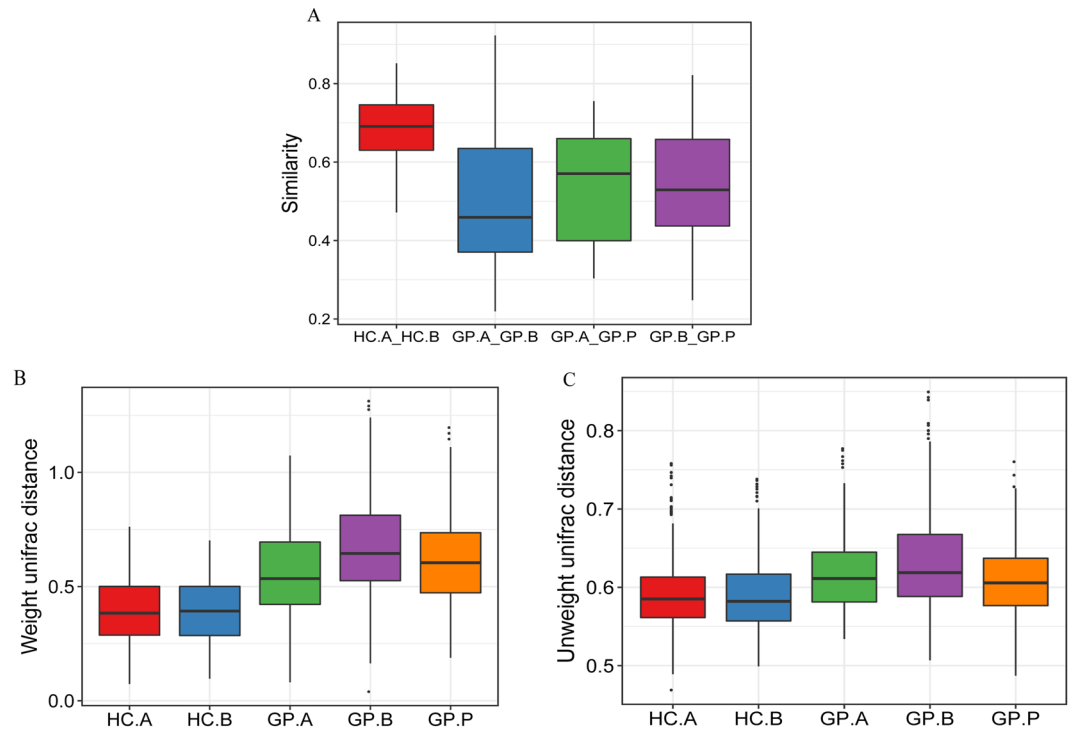 A
Similarity
0.8
0.6
0.4
0.2
HC.A_HC.B GP.A_GP.B GP.A_GP.P GP.B_GP.P
B
Weight unifrac distance
1.0
0.5
0.0
HC.A HC.B GP.A GP.B GP.P
C
Unweight unifrac distance
0.8
0.7
0.6
0.5
HC.A HC.B GP.A GP.B GP.P